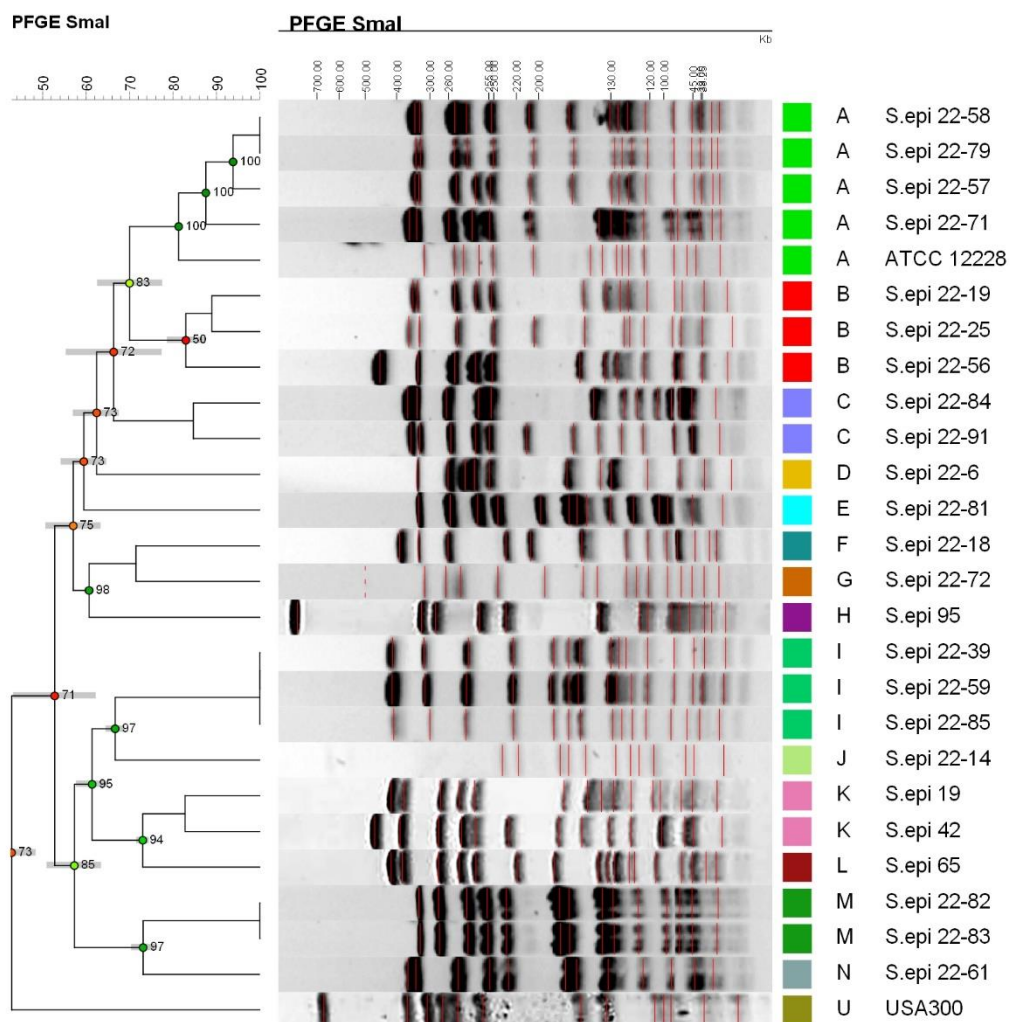 PFGE SmaI
PFGE SmaI
Kb
50 60 70 80 90 100
700.00 600.00 500.00 400.00 300.00 260.00 220.00 200.00 130.00 120.00 100.00 45.00
A S.epi 22-58
100
A S.epi 22-79
100
A S.epi 22-57
100
A S.epi 22-71
A ATCC 12228
83
B S.epi 22-19
50
B S.epi 22-25
72
B S.epi 22-56
73
C S.epi 22-84
C S.epi 22-91
73
D S.epi 22-6
75
E S.epi 22-81
F S.epi 22-18
98
G S.epi 22-72
H S.epi 95
I S.epi 22-39
71
I S.epi 22-59
97
I S.epi 22-85
95
J S.epi 22-14
K S.epi 19
94
K S.epi 42
73
85
L S.epi 65
M S.epi 22-82
97
M S.epi 22-83
N S.epi 22-61
U USA300